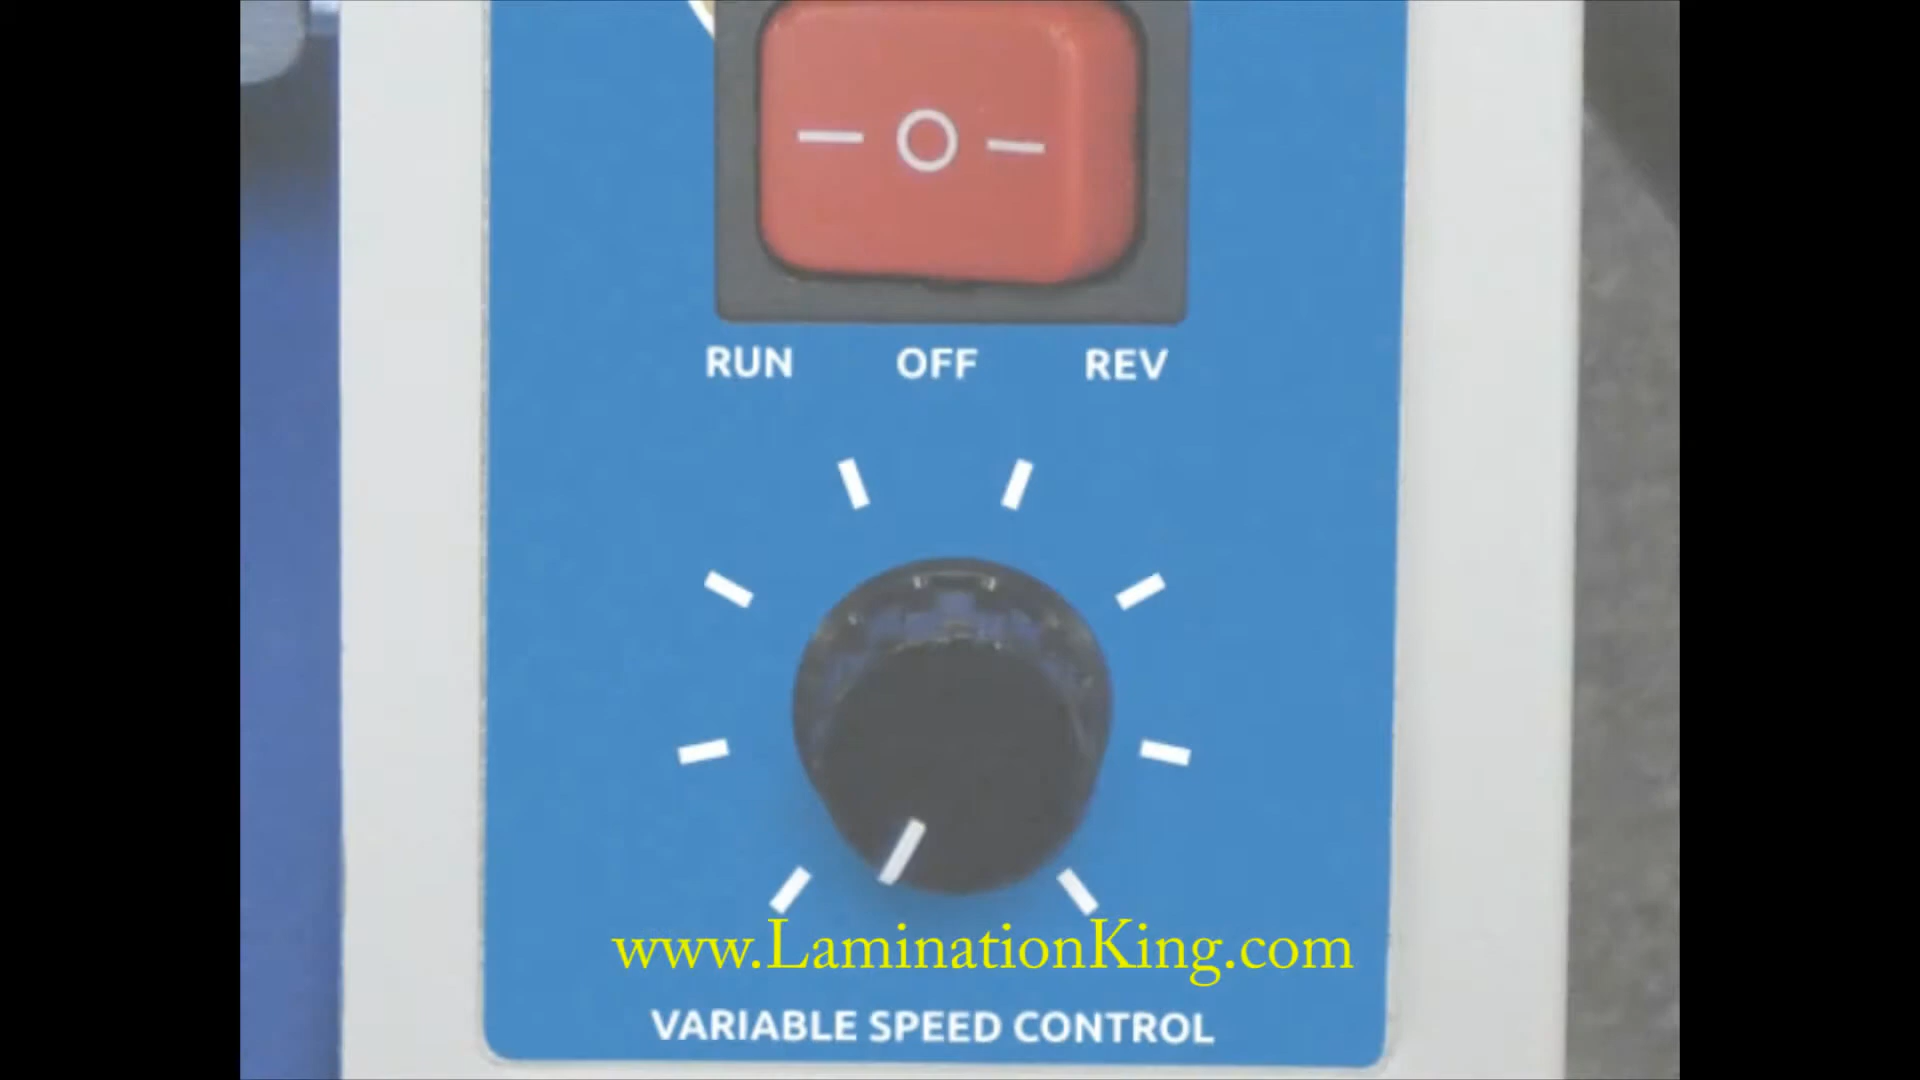 — O —
RUN OFF REV
www.LaminationKing.com
VARIABLE SPEED CONTROL